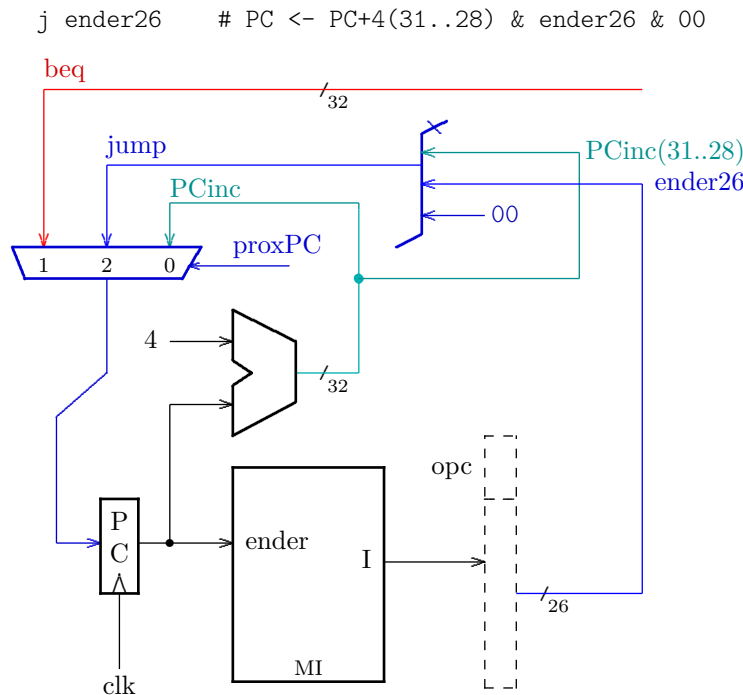 j ender26    # PC <- PC+4(31..28) & ender26 & 00
beq
32
jump
PCinc(31..28)
PCinc
ender26
00
proxPC
1 2 0
4
32
opc
P
C
ender
I
26
MI
clk